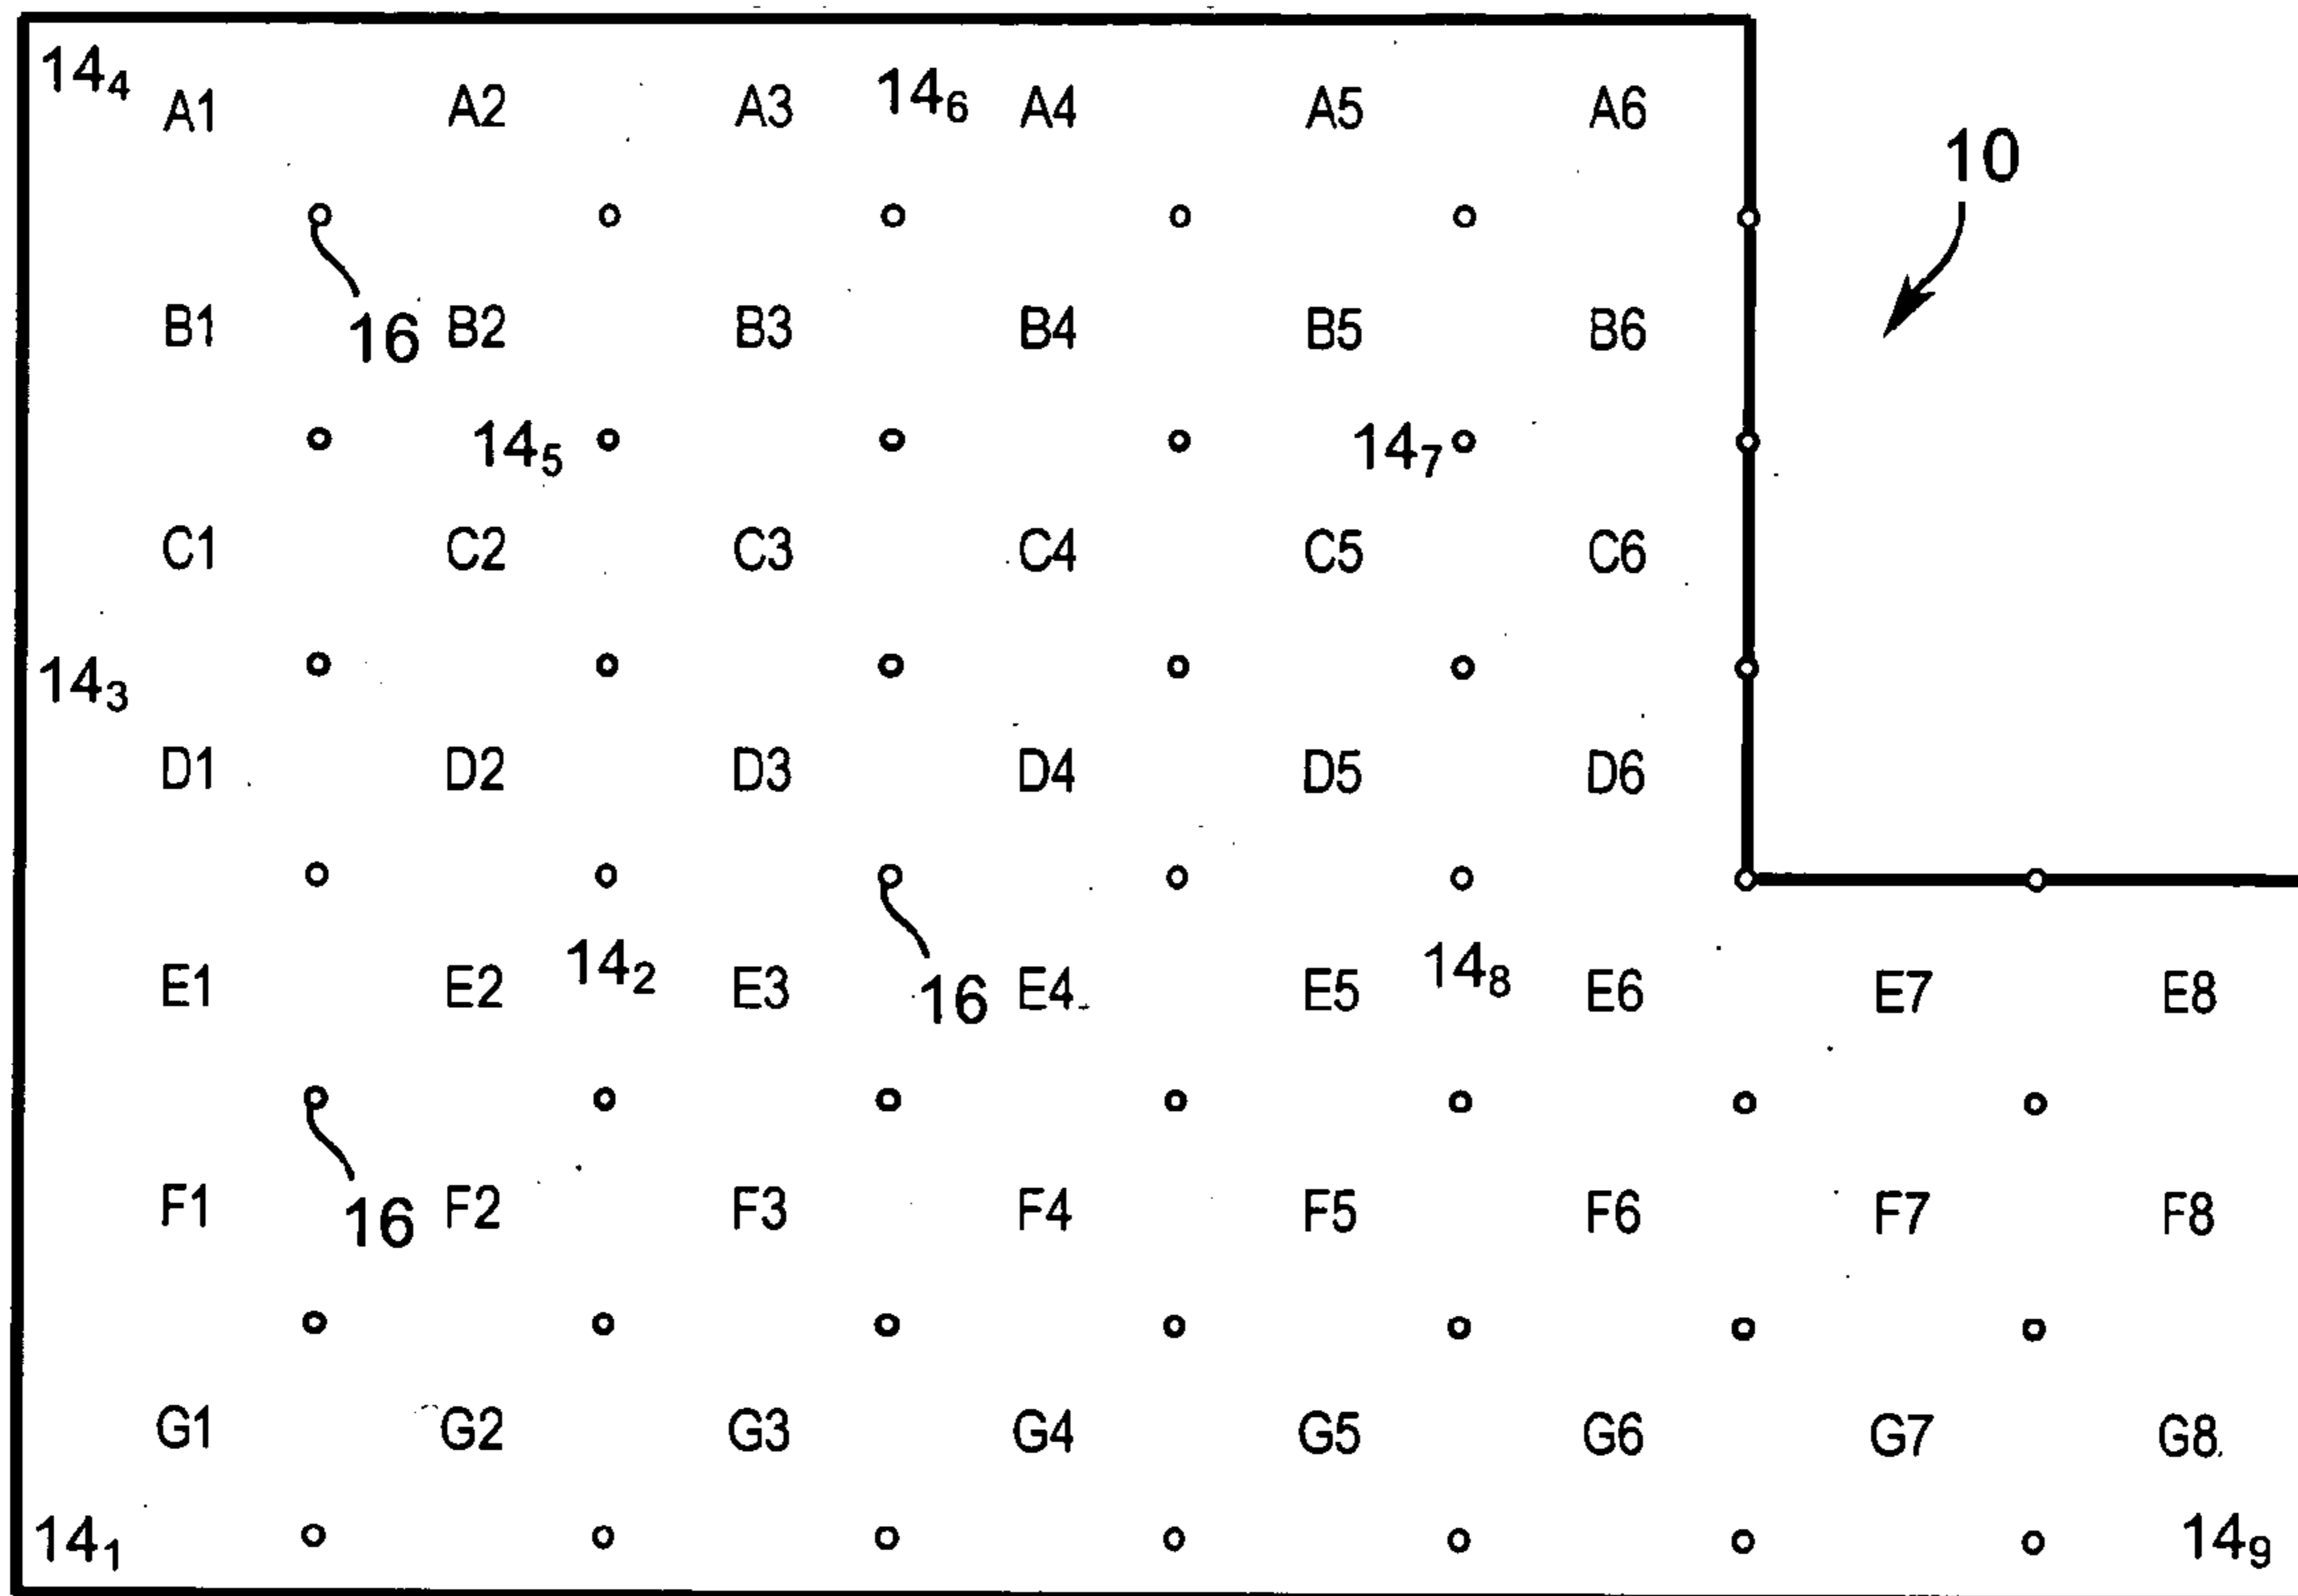 14₄ A1 A2 A3 14₆ A4 A5 A6
10
B1 16 B2 B3 B4 B5 B6
14₅ 14₇
C1 C2 C3 C4 C5 C6
14₃
D1 D2 D3 D4 D5 D6
E1 E2 14₂ E3 16 E4 E5 14₈ E6 E7 E8
F1 16 F2 F3 F4 F5 F6 F7 F8
G1 G2 G3 G4 G5 G6 G7 G8
14₁ 14₉